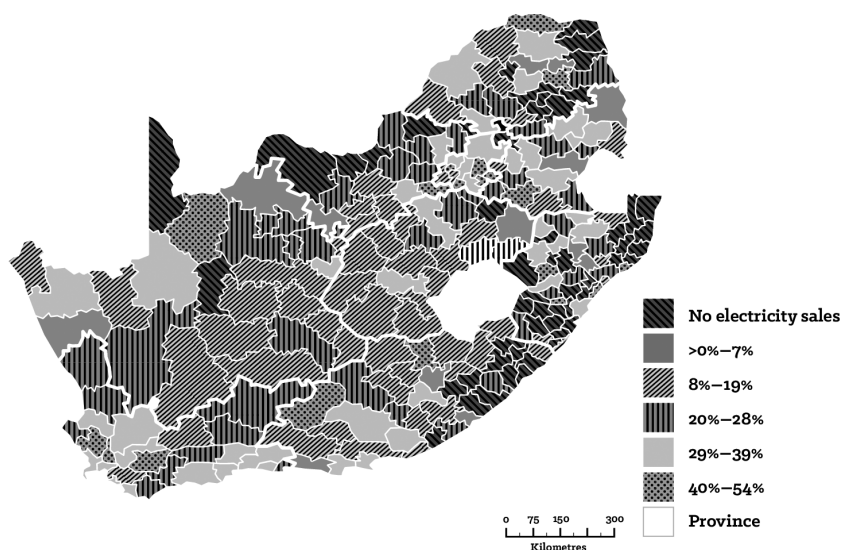 No electricity sales
>0%–7%
8%–19%
20%–28%
29%–39%
40%–54%
Province
0 75 150 300
Kilometres